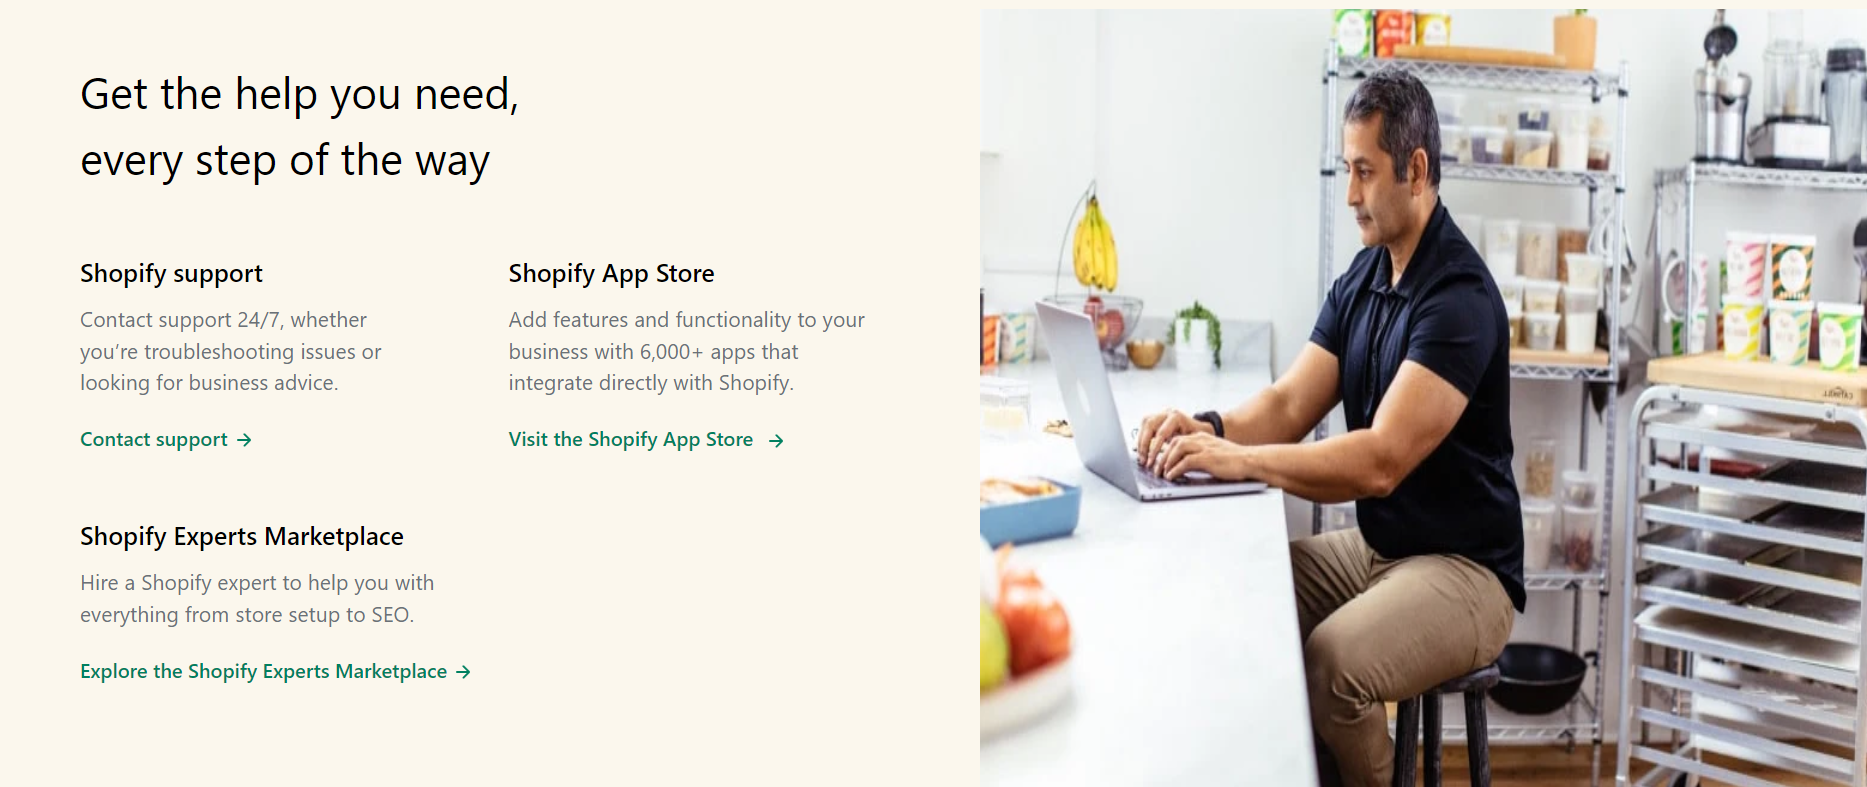 Get the help you need,
every step of the way
Shopify support
Contact support 24/7, whether
you’re troubleshooting issues or
looking for business advice.
Contact support →
Shopify App Store
Add features and functionality to your
business with 6,000+ apps that
integrate directly with Shopify.
Visit the Shopify App Store →
Shopify Experts Marketplace
Hire a Shopify expert to help you with
everything from store setup to SEO.
Explore the Shopify Experts Marketplace →